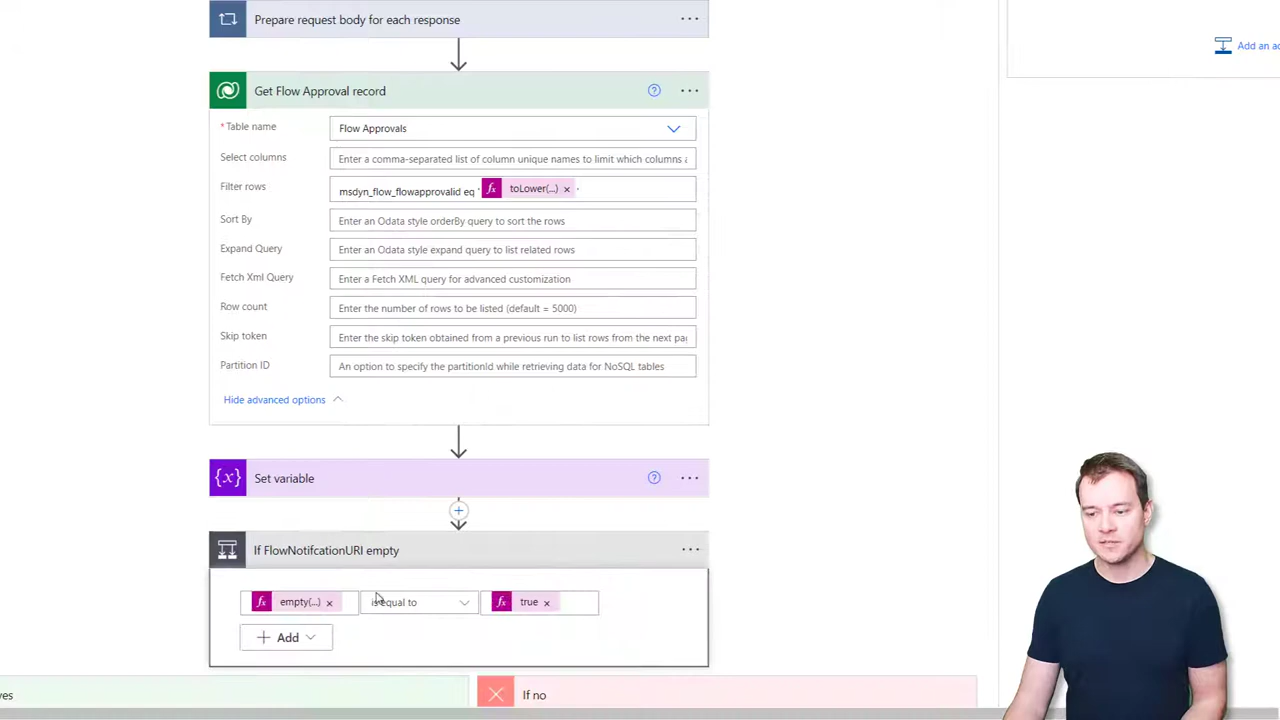 Prepare request body for each response
Add an ac
Get Flow Approval record
* Table name
Flow Approvals
Select columns
Enter a comma-separated list of column unique names to limit which columns a
Filter rows
msdyn_flow_flowapprovalid eq ' fx toLower(...) × '
Sort By
Enter an Odata style orderBy query to sort the rows
Expand Query
Enter an Odata style expand query to list related rows
Fetch Xml Query
Enter a Fetch XML query for advanced customization
Row count
Enter the number of rows to be listed (default = 5000)
Skip token
Enter the skip token obtained from a previous run to list rows from the next pag
Partition ID
An option to specify the partitionId while retrieving data for NoSQL tables
Hide advanced options
{x} Set variable
If FlowNotifcationURI empty
fx empty(...) ×
is equal to
fx true ×
+ Add
ves
If no